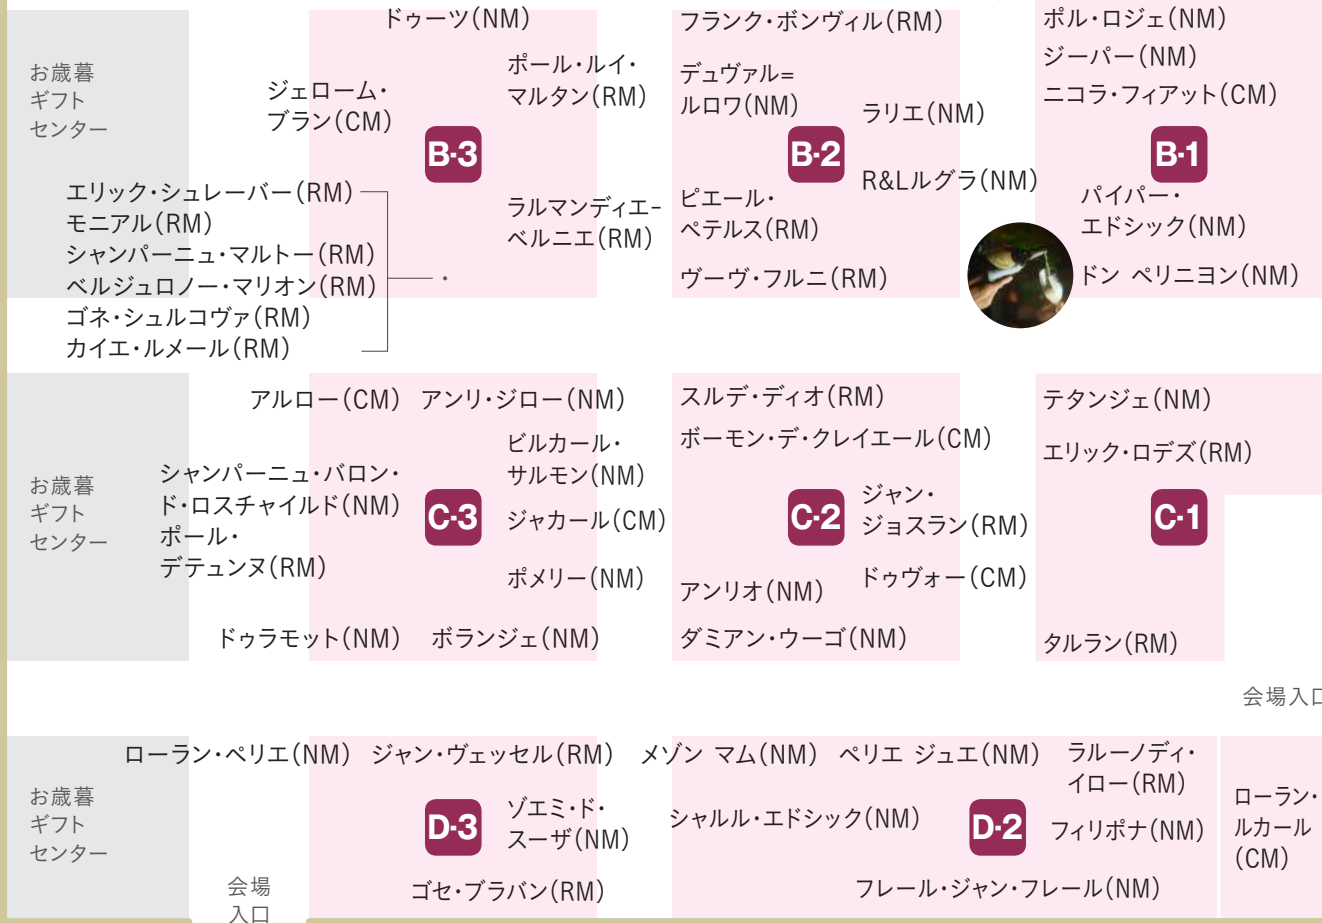 ドゥーツ(NM)
お歳暮
ギフト
センター
ジェローム・
ブラン(CM)
ポール・ルイ・
マルタン(RM)
B-3
ラルマンディエ-
ベルニエ(RM)
エリック・シュレーバー(RM)
モニアル(RM)
シャンパーニュ・マルトー(RM)
ベルジュロノー・マリオン(RM)
ゴネ・シュルコヴァ(RM)
カイエ・ルメール(RM)
フランク・ボンヴィル(RM)
デュヴァル=
ルロワ(NM)
ラリエ(NM)
B-2
R&Lルグラ(NM)
ピエール・
ペテルス(RM)
ヴーヴ・フルニ(RM)
ポル・ロジェ(NM)
ジーパー(NM)
ニコラ・フィアット(CM)
B-1
パイパー・
エドシック(NM)
ドン ペリニヨン(NM)
お歳暮
ギフト
センター
アルロー(CM)
アンリ・ジロー(NM)
シャンパーニュ・バロン・
ド・ロスチャイルド(NM)
ポール・
デテュンヌ(RM)
ビルカール・
サルモン(NM)
C-3
ジャカール(CM)
ポメリー(NM)
ドゥラモット(NM)
ボランジェ(NM)
スルデ・ディオ(RM)
ボーモン・デ・クレイエール(CM)
C-2
ジャン・
ジョスラン(RM)
ドゥヴォー(CM)
アンリオ(NM)
ダミアン・ウーゴ(NM)
テタンジェ(NM)
エリック・ロデズ(RM)
C-1
タルラン(RM)
会場入口
お歳暮
ギフト
センター
ローラン・ペリエ(NM)
ジャン・ヴェッセル(RM)
D-3
ゾエミ・ド・
スーザ(NM)
ゴセ・ブラバン(RM)
会場
入口
メゾン マム(NM)
ペリエ ジュエ(NM)
ラルーノディ・
イロー(RM)
シャルル・エドシック(NM)
D-2
フィリポナ(NM)
フレール・ジャン・フレール(NM)
ローラン・
ルカール
(CM)